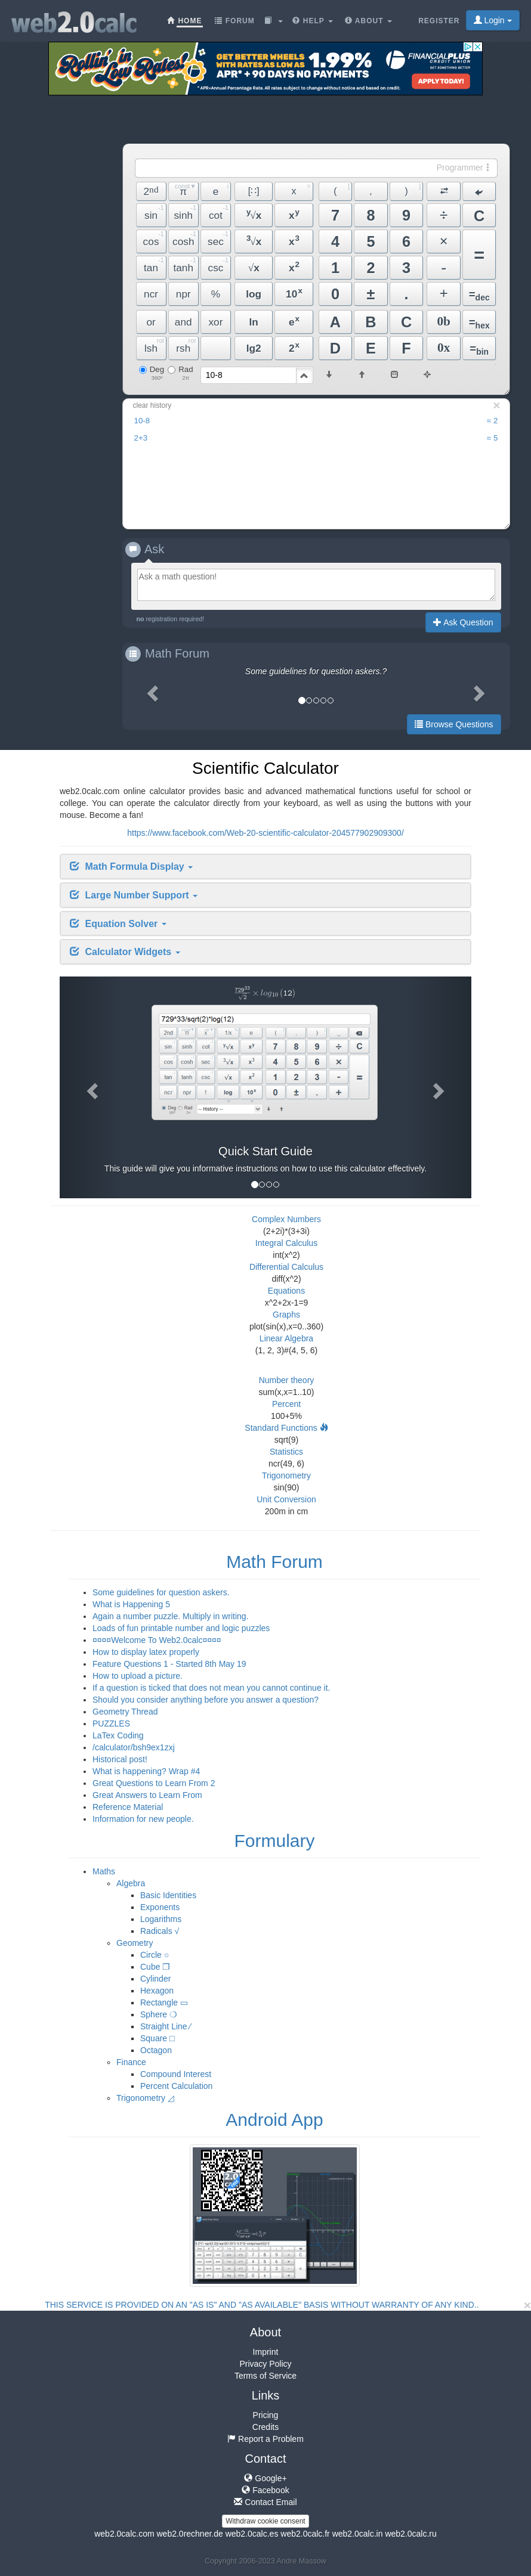 web2.0calc
HOME FORUM HELP ABOUT REGISTER Login
Rollin' in Low Rates!
BALANCE TRANSFER
WITH RATES AS LOW AS 1.99%
APR* + 90 DAYS NO PAYMENTS
*APR=Annual Percentage Rate. Rates subject to change.
FINANCIALPLUS
CREDIT UNION
APPLY TODAY!
Programmer
2nd π e [::] x ( , )
sin sinh cot y√x xy 7 8 9 ÷ C
cos cosh sec 3√x x3 4 5 6 × =
tan tanh csc √x x2 1 2 3 -
ncr npr % log 10x 0 ± . + =dec
or and xor ln ex A B C 0b =hex
lsh rsh lg2 2x D E F 0x =bin
Deg Rad 10-8
360° 2π
clear history ×
10-8 = 2
2+3 = 5
Ask
Ask a math question!
no registration required!
Ask Question
Math Forum
Some guidelines for question askers.?
Browse Questions
Scientific Calculator
web2.0calc.com online calculator provides basic and advanced mathematical functions useful for school or
college. You can operate the calculator directly from your keyboard, as well as using the buttons with your
mouse. Become a fan!
https://www.facebook.com/Web-20-scientific-calculator-204577902909300/
Math Formula Display
Large Number Support
Equation Solver
Calculator Widgets
729^33/√2 × log10 (12)
729^33/sqrt(2)*log(12)
Quick Start Guide
This guide will give you informative instructions on how to use this calculator effectively.
Complex Numbers
(2+2i)*(3+3i)
Integral Calculus
int(x^2)
Differential Calculus
diff(x^2)
Equations
x^2+2x-1=9
Graphs
plot(sin(x),x=0..360)
Linear Algebra
(1, 2, 3)#(4, 5, 6)
Number theory
sum(x,x=1..10)
Percent
100+5%
Standard Functions
sqrt(9)
Statistics
ncr(49, 6)
Trigonometry
sin(90)
Unit Conversion
200m in cm
Math Forum
Some guidelines for question askers.
What is Happening 5
Again a number puzzle. Multiply in writing.
Loads of fun printable number and logic puzzles
¤¤¤¤Welcome To Web2.0calc¤¤¤¤
How to display latex properly
Feature Questions 1 - Started 8th May 19
How to upload a picture.
If a question is ticked that does not mean you cannot continue it.
Should you consider anything before you answer a question?
Geometry Thread
PUZZLES
LaTex Coding
/calculator/bsh9ex1zxj
Historical post!
What is happening? Wrap #4
Great Questions to Learn From 2
Great Answers to Learn From
Reference Material
Information for new people.
Formulary
Maths
Algebra
Basic Identities
Exponents
Logarithms
Radicals √
Geometry
Circle ○
Cube ❒
Cylinder
Hexagon
Rectangle ▭
Sphere ❍
Straight Line ⁄
Square □
Octagon
Finance
Compound Interest
Percent Calculation
Trigonometry ◿
Android App
2.0
THIS SERVICE IS PROVIDED ON AN "AS IS" AND "AS AVAILABLE" BASIS WITHOUT WARRANTY OF ANY KIND.. ×
About
Imprint
Privacy Policy
Terms of Service
Links
Pricing
Credits
Report a Problem
Contact
Google+
Facebook
Contact Email
Withdraw cookie consent
web2.0calc.com web2.0rechner.de web2.0calc.es web2.0calc.fr web2.0calc.in web2.0calc.ru
Copyright 2006-2023 Andre Massow